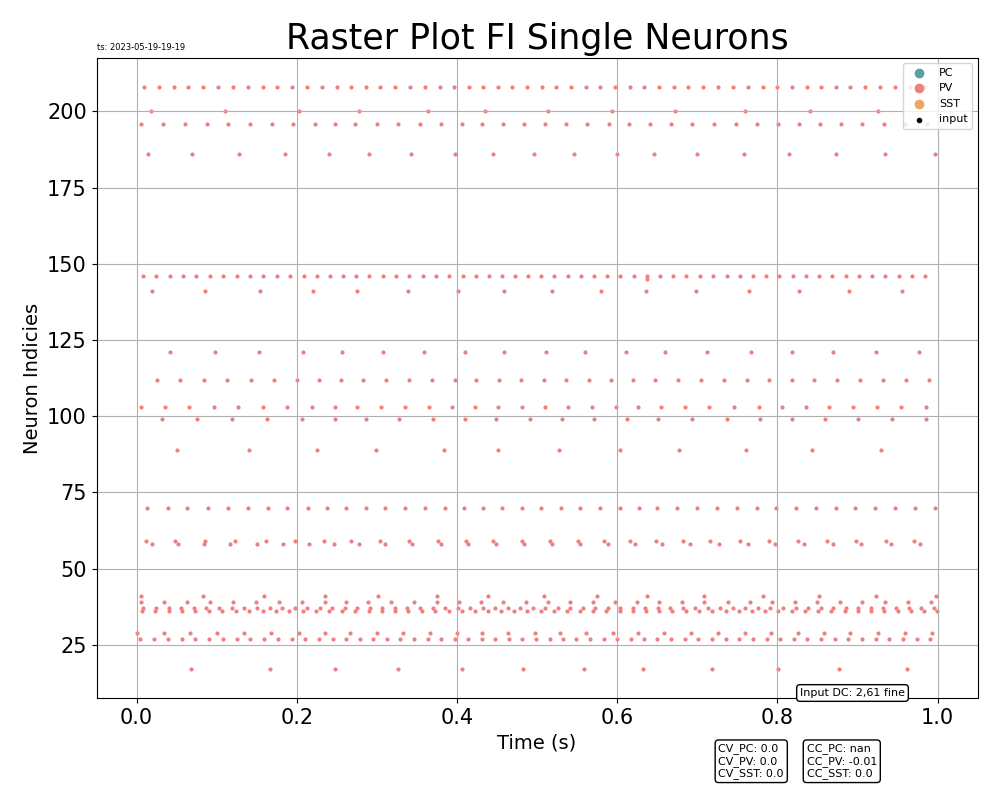 Raster Plot FI Single Neurons
ts: 2023-05-19-19-19
PC
PV
SST
input
200
175
150
125
100
75
50
25
Neuron Indicies
0.0 0.2 0.4 0.6 0.8 1.0
Time (s)
Input DC: 2,61 fine
CV_PC: 0.0
CV_PV: 0.0
CV_SST: 0.0
CC_PC: nan
CC_PV: -0.01
CC_SST: 0.0